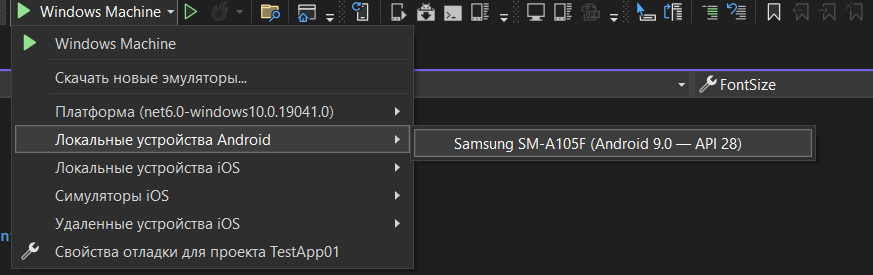 Windows Machine
FontSize
Windows Machine
Скачать новые эмуляторы...
Платформа (net6.0-windows10.0.19041.0)
Локальные устройства Android
Samsung SM-A105F (Android 9.0 — API 28)
Локальные устройства iOS
Симуляторы iOS
Удаленные устройства iOS
Свойства отладки для проекта TestApp01